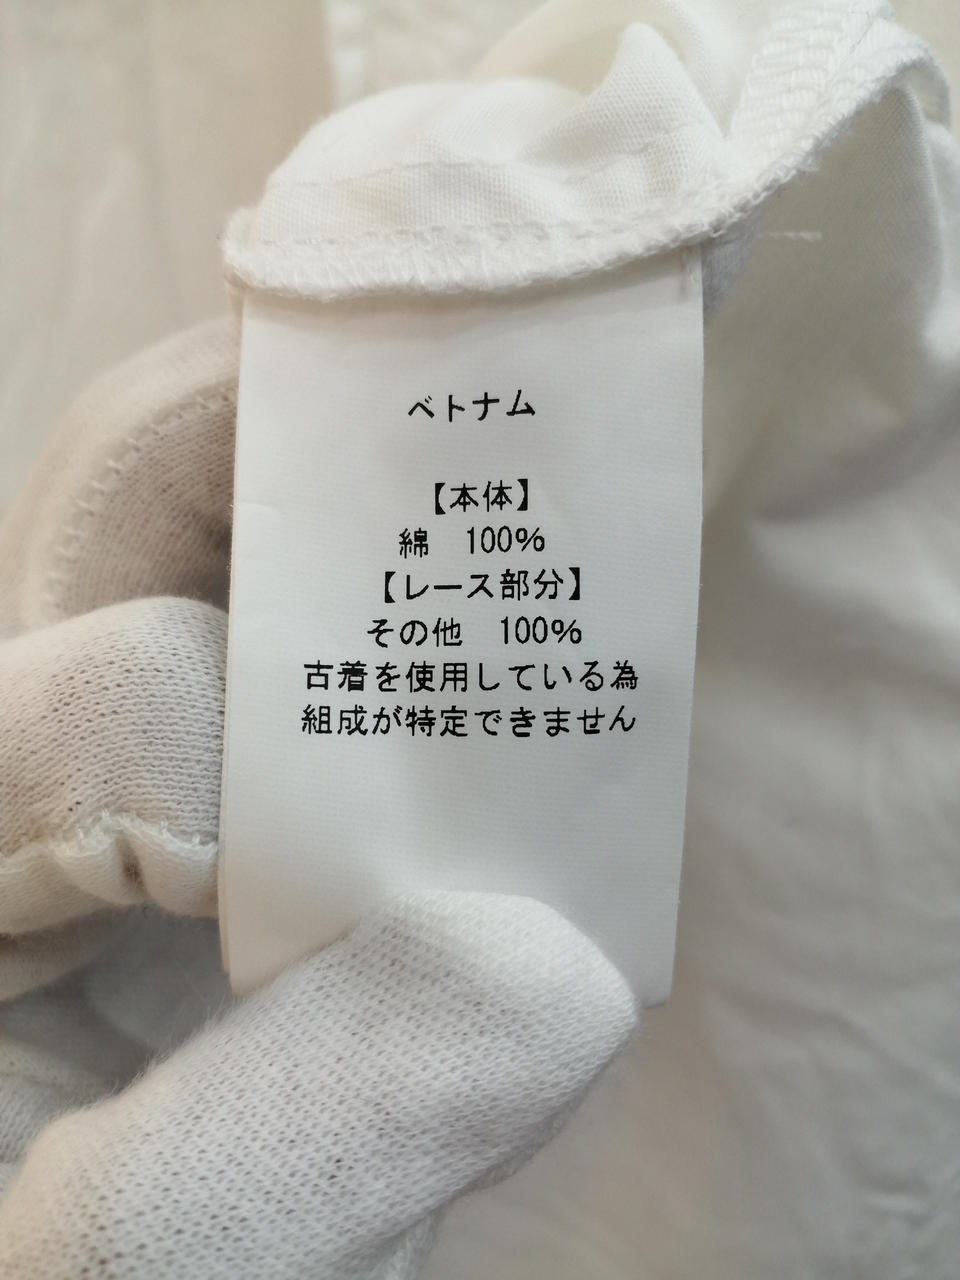 ベトナム
【本体】
綿　100%
【レース部分】
その他　100%
古着を使用している為
組成が特定できません